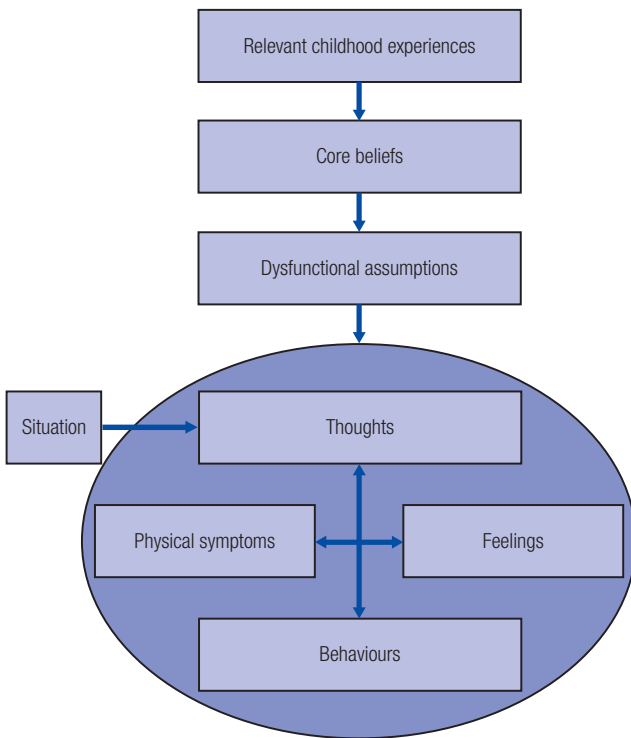 Relevant childhood experiences
Core beliefs
Dysfunctional assumptions
Situation
Thoughts
Physical symptoms
Feelings
Behaviours